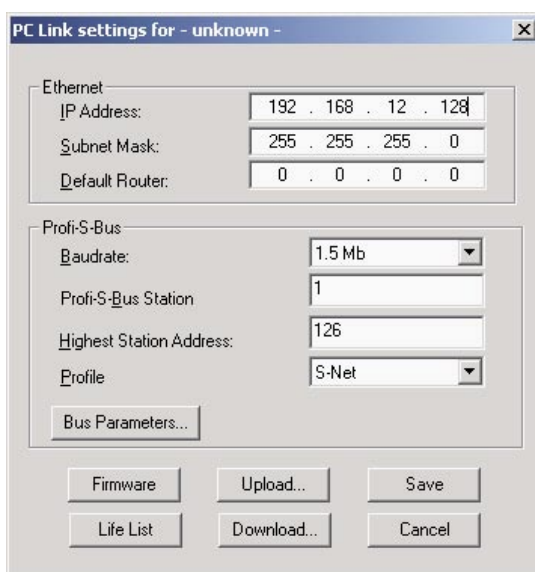 PC Link settings for - unknown -
Ethernet
IP Address: 192 . 168 . 12 . 128
Subnet Mask: 255 . 255 . 255 . 0
Default Router: 0 . 0 . 0 . 0
Profi-S-Bus
Baudrate: 1.5 Mb
Profi-S-Bus Station 1
Highest Station Address: 126
Profile S-Net
Bus Parameters...
Firmware Upload... Save
Life List Download... Cancel